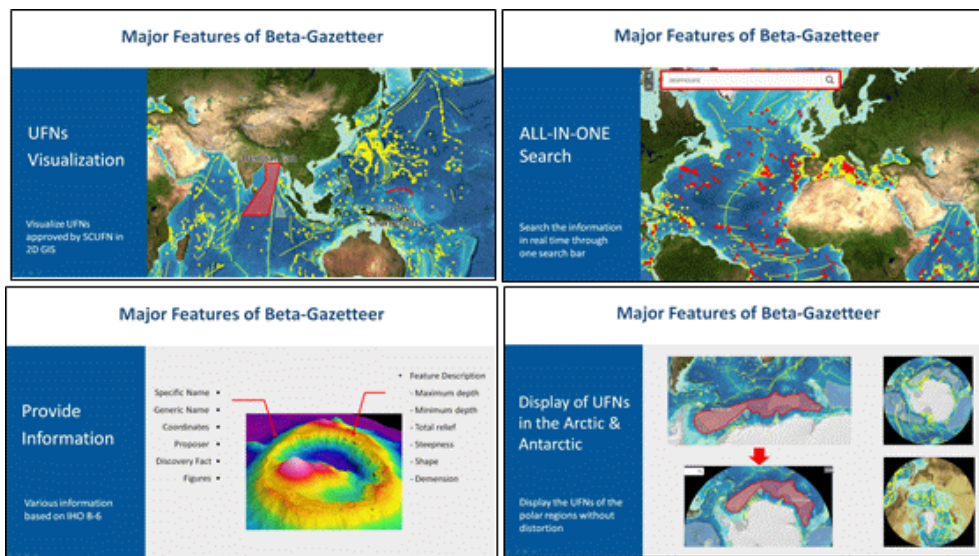 Major Features of Beta-Gazetteer
UFNs
Visualization
Visualize UFNs
approved by SCUFN in
2D GIS
Major Features of Beta-Gazetteer
ALL-IN-ONE
Search
Search the information
in real time through
one search bar
Major Features of Beta-Gazetteer
Provide
Information
Various information
based on IHO B-6
Specific Name •
Generic Name •
Coordinates •
Proposer •
Discovery Fact •
Figures •
• Feature Description
- Maximum depth
- Minimum depth
- Total relief
- Steepness
- Shape
- Demension
Major Features of Beta-Gazetteer
Display of UFNs
in the Arctic &
Antarctic
Display the UFNs of the
polar regions without
distortion